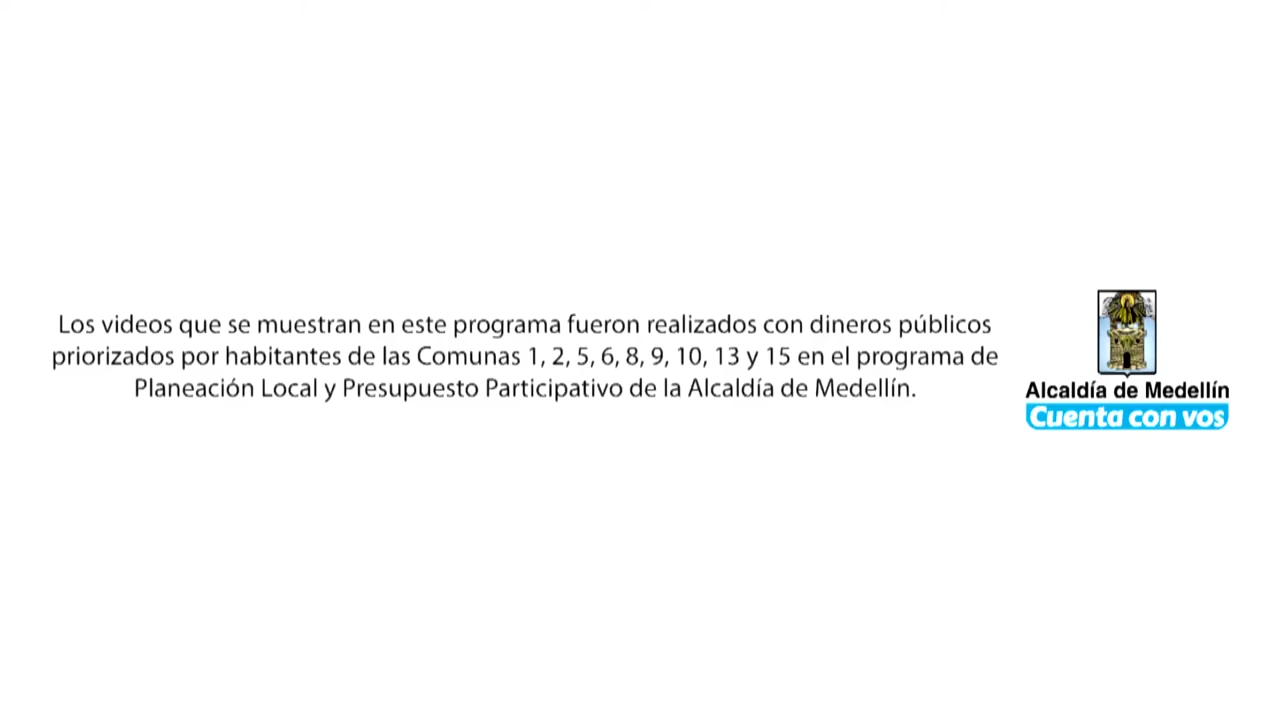 Los videos que se muestran en este programa fueron realizados con dineros públicos
priorizados por habitantes de las Comunas 1, 2, 5, 6, 8, 9, 10, 13 y 15 en el programa de
Planeación Local y Presupuesto Participativo de la Alcaldía de Medellín.
Alcaldía de Medellín
Cuenta con vos